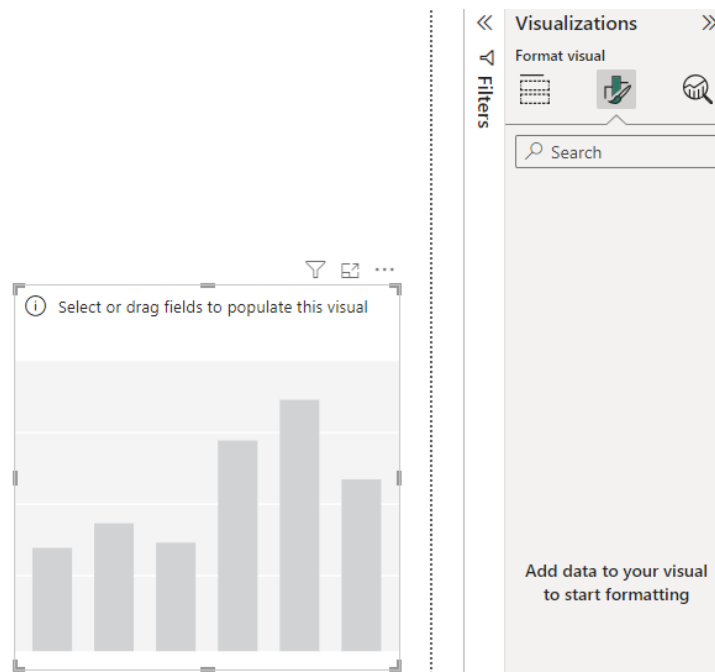 Visualizations
Format visual
Filters
Search
Select or drag fields to populate this visual
Add data to your visual
to start formatting